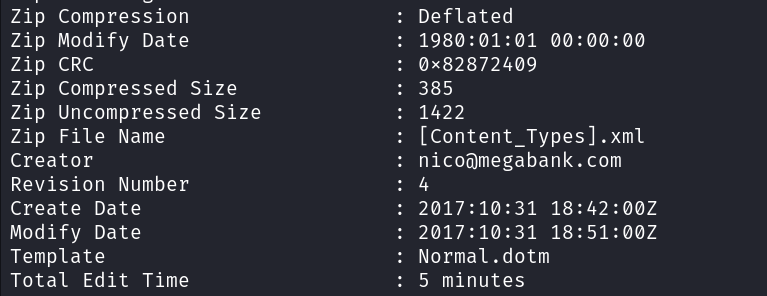 Zip Compression : Deflated
Zip Modify Date : 1980:01:01 00:00:00
Zip CRC : 0×82872409
Zip Compressed Size : 385
Zip Uncompressed Size : 1422
Zip File Name : [Content_Types].xml
Creator : nico@megabank.com
Revision Number : 4
Create Date : 2017:10:31 18:42:00Z
Modify Date : 2017:10:31 18:51:00Z
Template : Normal.dotm
Total Edit Time : 5 minutes